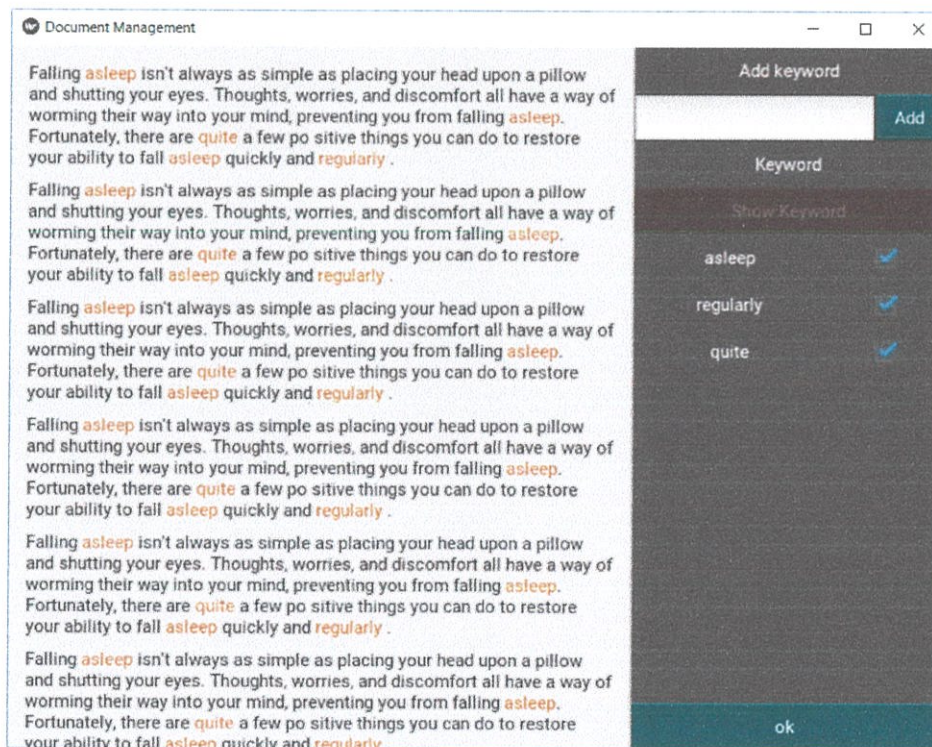 Document Management
Falling asleep isn't always as simple as placing your head upon a pillow
and shutting your eyes. Thoughts, worries, and discomfort all have a way of
worming their way into your mind, preventing you from falling asleep.
Fortunately, there are quite a few po sitive things you can do to restore
your ability to fall asleep quickly and regularly .
Falling asleep isn't always as simple as placing your head upon a pillow
and shutting your eyes. Thoughts, worries, and discomfort all have a way of
worming their way into your mind, preventing you from falling asleep.
Fortunately, there are quite a few po sitive things you can do to restore
your ability to fall asleep quickly and regularly .
Falling asleep isn't always as simple as placing your head upon a pillow
and shutting your eyes. Thoughts, worries, and discomfort all have a way of
worming their way into your mind, preventing you from falling asleep.
Fortunately, there are quite a few po sitive things you can do to restore
your ability to fall asleep quickly and regularly .
Falling asleep isn't always as simple as placing your head upon a pillow
and shutting your eyes. Thoughts, worries, and discomfort all have a way of
worming their way into your mind, preventing you from falling asleep.
Fortunately, there are quite a few po sitive things you can do to restore
your ability to fall asleep quickly and regularly .
Falling asleep isn't always as simple as placing your head upon a pillow
and shutting your eyes. Thoughts, worries, and discomfort all have a way of
worming their way into your mind, preventing you from falling asleep.
Fortunately, there are quite a few po sitive things you can do to restore
your ability to fall asleep quickly and regularly .
Falling asleep isn't always as simple as placing your head upon a pillow
and shutting your eyes. Thoughts, worries, and discomfort all have a way of
worming their way into your mind, preventing you from falling asleep.
Fortunately, there are quite a few po sitive things you can do to restore
your ability to fall asleep quickly and regularly
Add keyword
Add
Keyword
Show Keyword
asleep
regularly
quite
ok